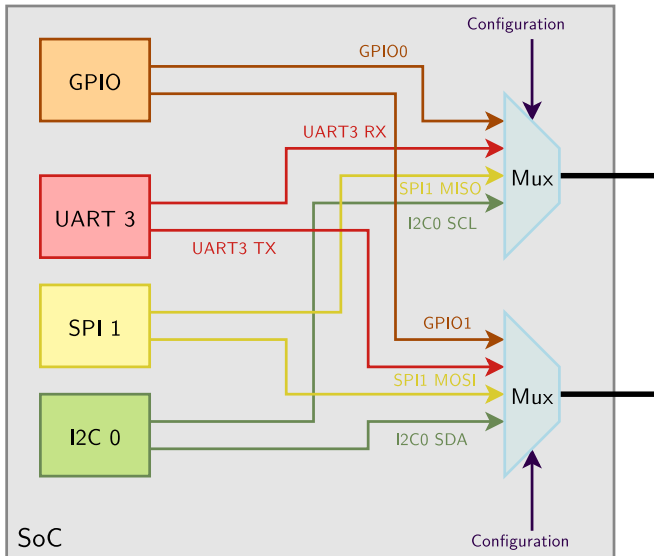 Configuration
GPIO0
GPIO
UART3 RX
Mux
SPI1 MISO
UART 3
I2C0 SCL
UART3 TX
GPIO1
SPI 1
SPI1 MOSI
Mux
I2C 0
I2C0 SDA
SoC
Configuration